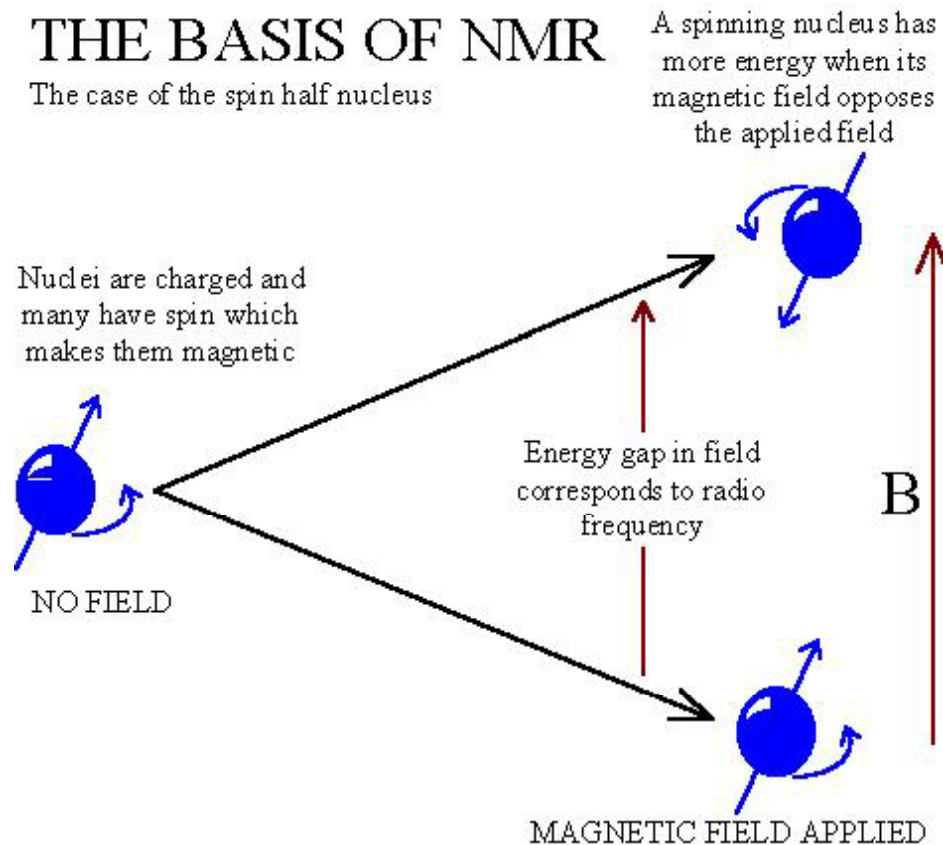 THE BASIS OF NMR
The case of the spin half nucleus
A spinning nucleus has
more energy when its
magnetic field opposes
the applied field
Nuclei are charged and
many have spin which
makes them magnetic
Energy gap in field
corresponds to radio
frequency
B
NO FIELD
MAGNETIC FIELD APPLIED